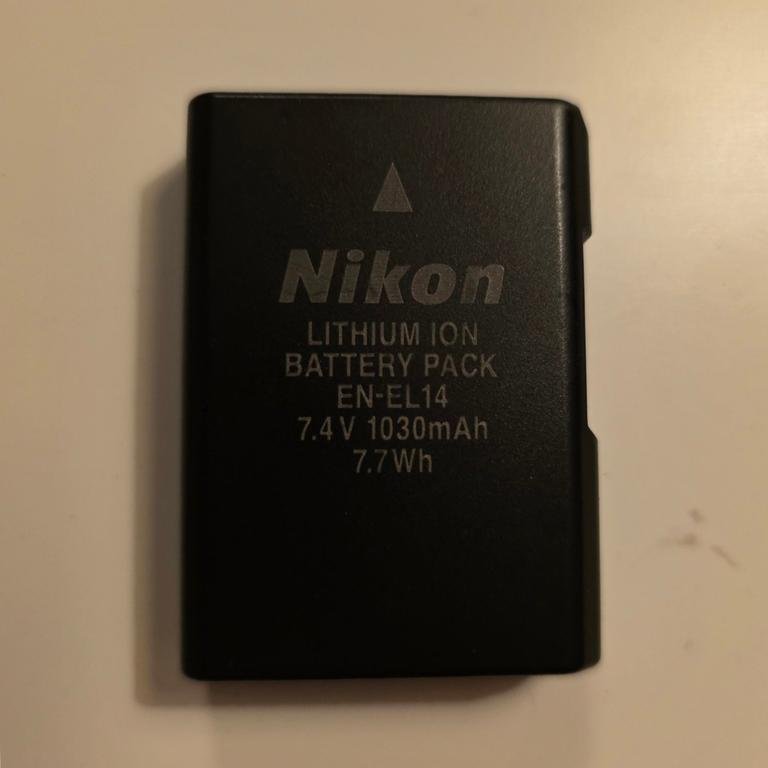 Nikon
LITHIUM ION
BATTERY PACK
EN-EL14
7.4V 1030mAh
7.7Wh